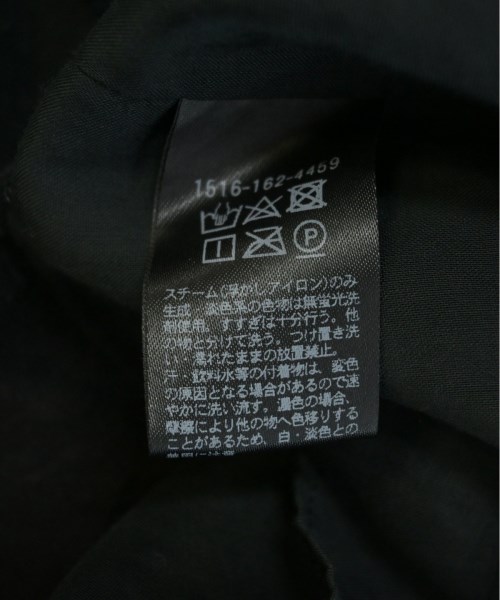 1516-162-4459
P
スチーム(浮かしアイロン)のみ
生成、淡色系の色物は無蛍光洗
剤使用。すすぎは十分行う。他
の物と分けて洗う。つけ置き洗
い、濡れたままの放置禁止。
汗・飲料水等の付着物は、変色
の原因となる場合があるので速
やかに洗い流す。濃色の場合、
摩擦により他の物へ色移りする
ことがあるため、白・淡色との